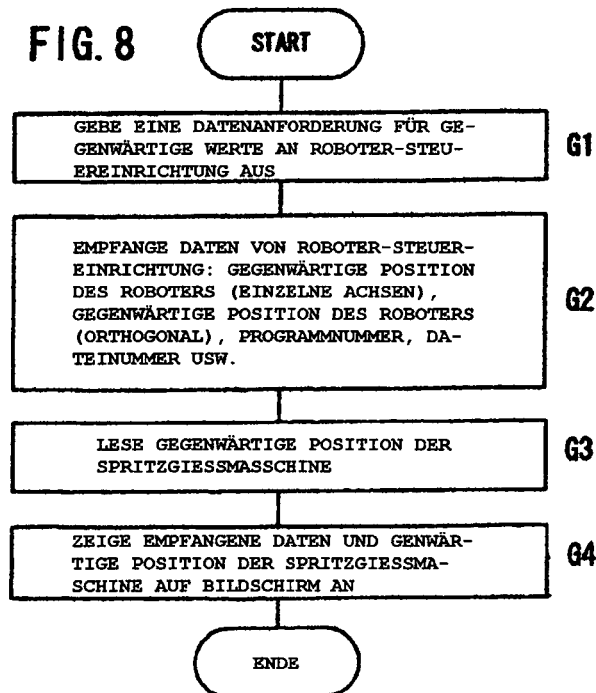 FIG. 8
START
GEBE EINE DATENANFORDERUNG FÜR GE-
GENWÄRTIGE WERTE AN ROBOTER-STEU-
EREINRICHTUNG AUS
G1
EMPFANGE DATEN VON ROBOTER-STEUER-
EINRICHTUNG: GEGENWÄRTIGE POSITION
DES ROBOTERS (EINZELNE ACHSEN),
GEGENWÄRTIGE POSITION DES ROBOTERS
(ORTHOGONAL), PROGRAMMNUMMER, DA-
TEINUMMER USW.
G2
LESE GEGENWÄRTIGE POSITION DER
SPRITZGIESSMASSCHINE
G3
ZEIGE EMPFANGENE DATEN UND GENWÄR-
TIGE POSITION DER SPRITZGIESSMA-
SCHINE AUF BILDSCHIRM AN
G4
ENDE